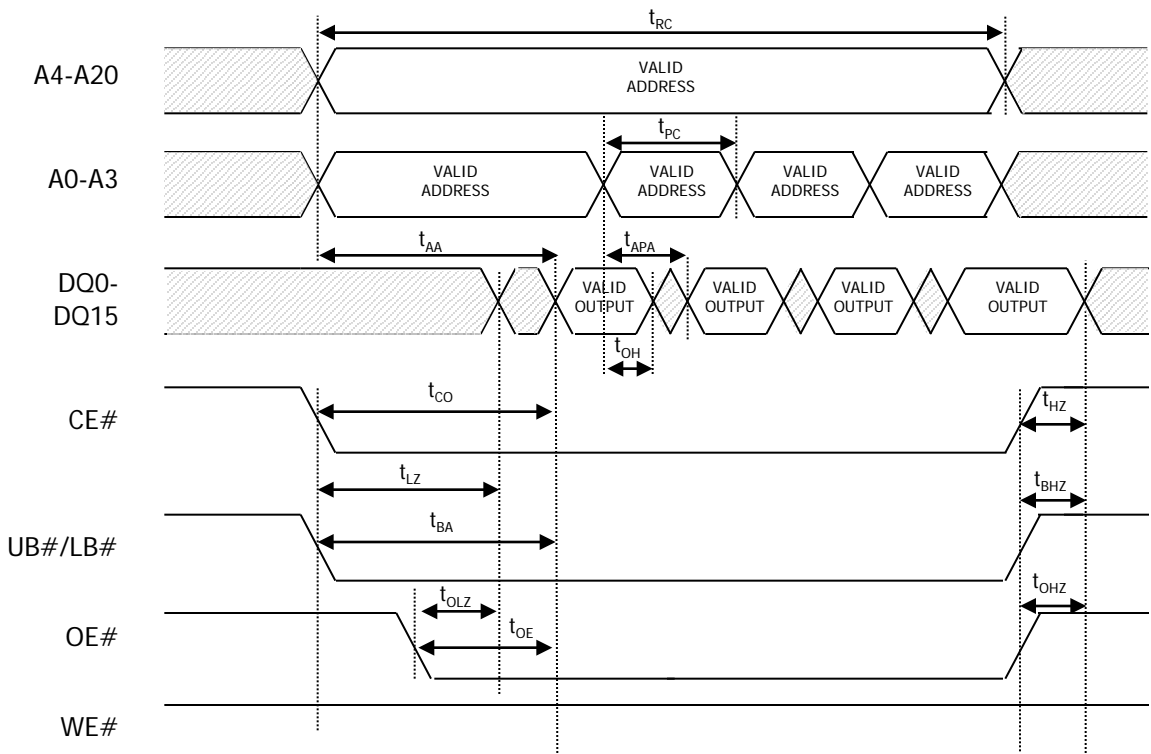 tRC
A4-A20
VALID
ADDRESS
tPC
A0-A3
VALID
ADDRESS
VALID
ADDRESS
VALID
ADDRESS
VALID
ADDRESS
tAA
tAPA
DQ0-
DQ15
VALID
OUTPUT
VALID
OUTPUT
VALID
OUTPUT
VALID
OUTPUT
tOH
CE#
tCO
tHZ
tLZ
tBHZ
UB#/LB#
tBA
tOLZ
tOHZ
OE#
tOE
WE#